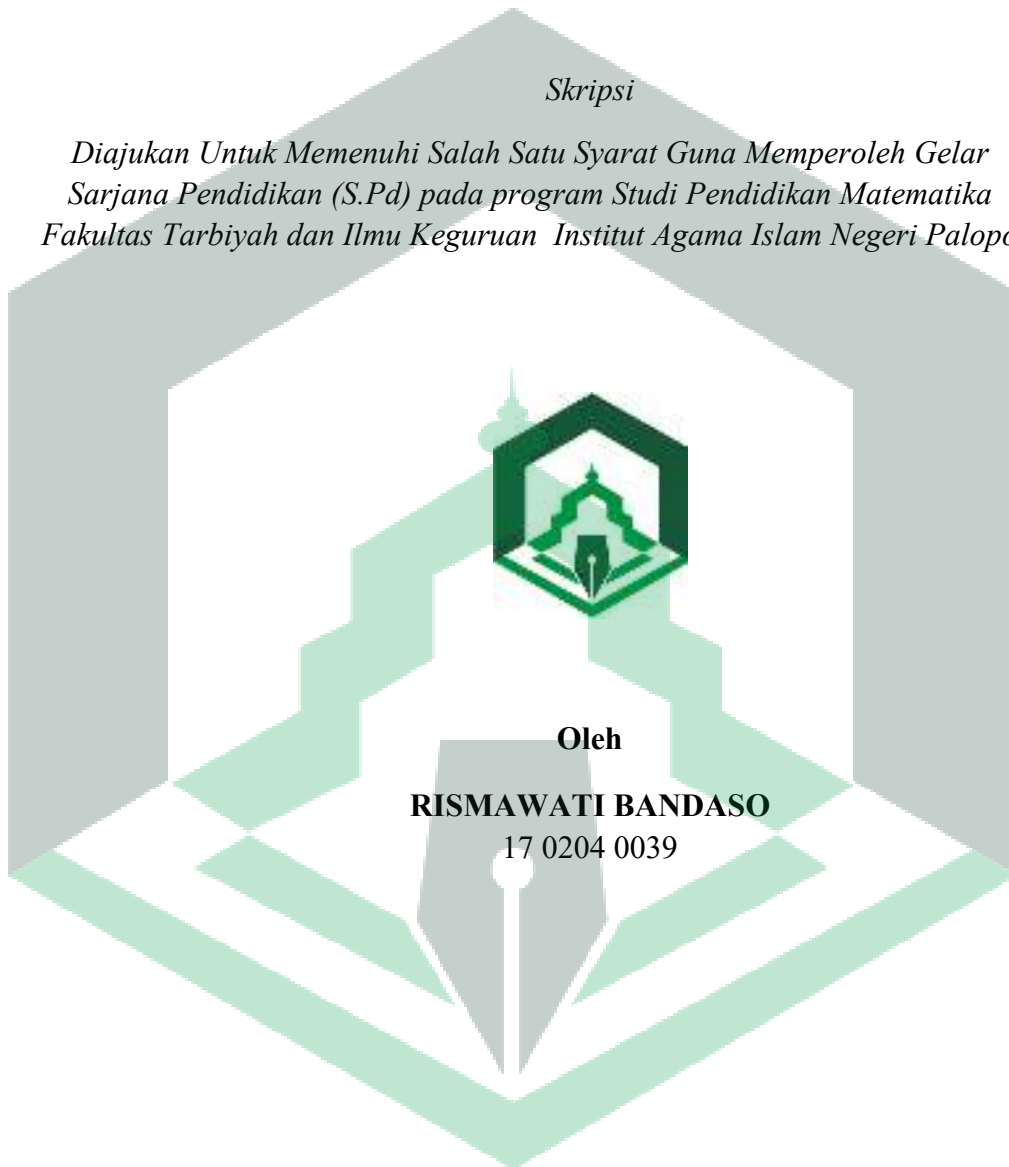 Skripsi
Diajukan Untuk Memenuhi Salah Satu Syarat Guna Memperoleh Gelar
Sarjana Pendidikan (S.Pd) pada program Studi Pendidikan Matematika
Fakultas Tarbiyah dan Ilmu Keguruan Institut Agama Islam Negeri Palopo
Oleh
RISMAWATI BANDASO
17 0204 0039